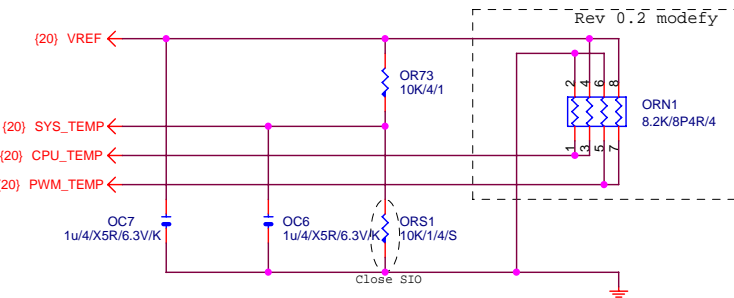 Rev 0.2 modefy
{20} VREF
OR73
10K/4/1
2 4 6 8
ORN1
8.2K/8P4R/4
{20} SYS_TEMP
1 3 5 7
{20} CPU_TEMP
20} PWM_TEMP
OC7
1u/4/X5R/6.3V/K
OC6
1u/4/X5R/6.3V/K
ORS1
10K/1/4/S
Close SIO